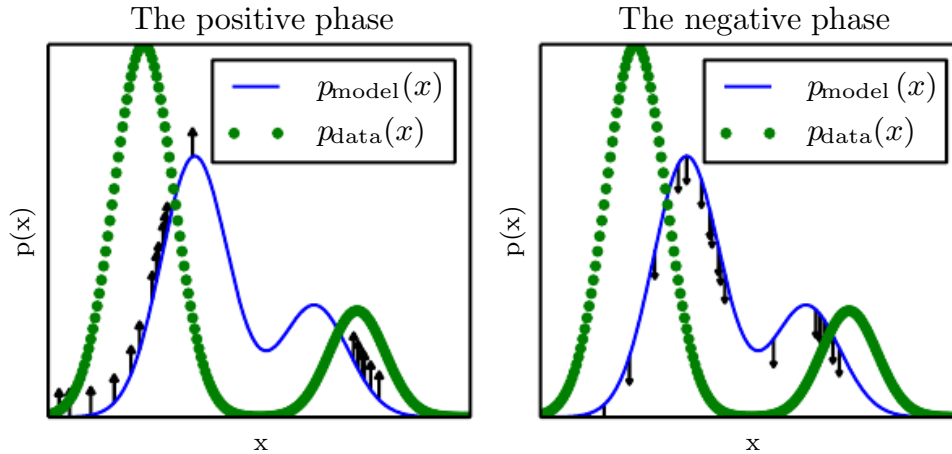 The positive phase
p_model(x)
p_data(x)
p(x)
x
The negative phase
p_model(x)
p_data(x)
p(x)
x